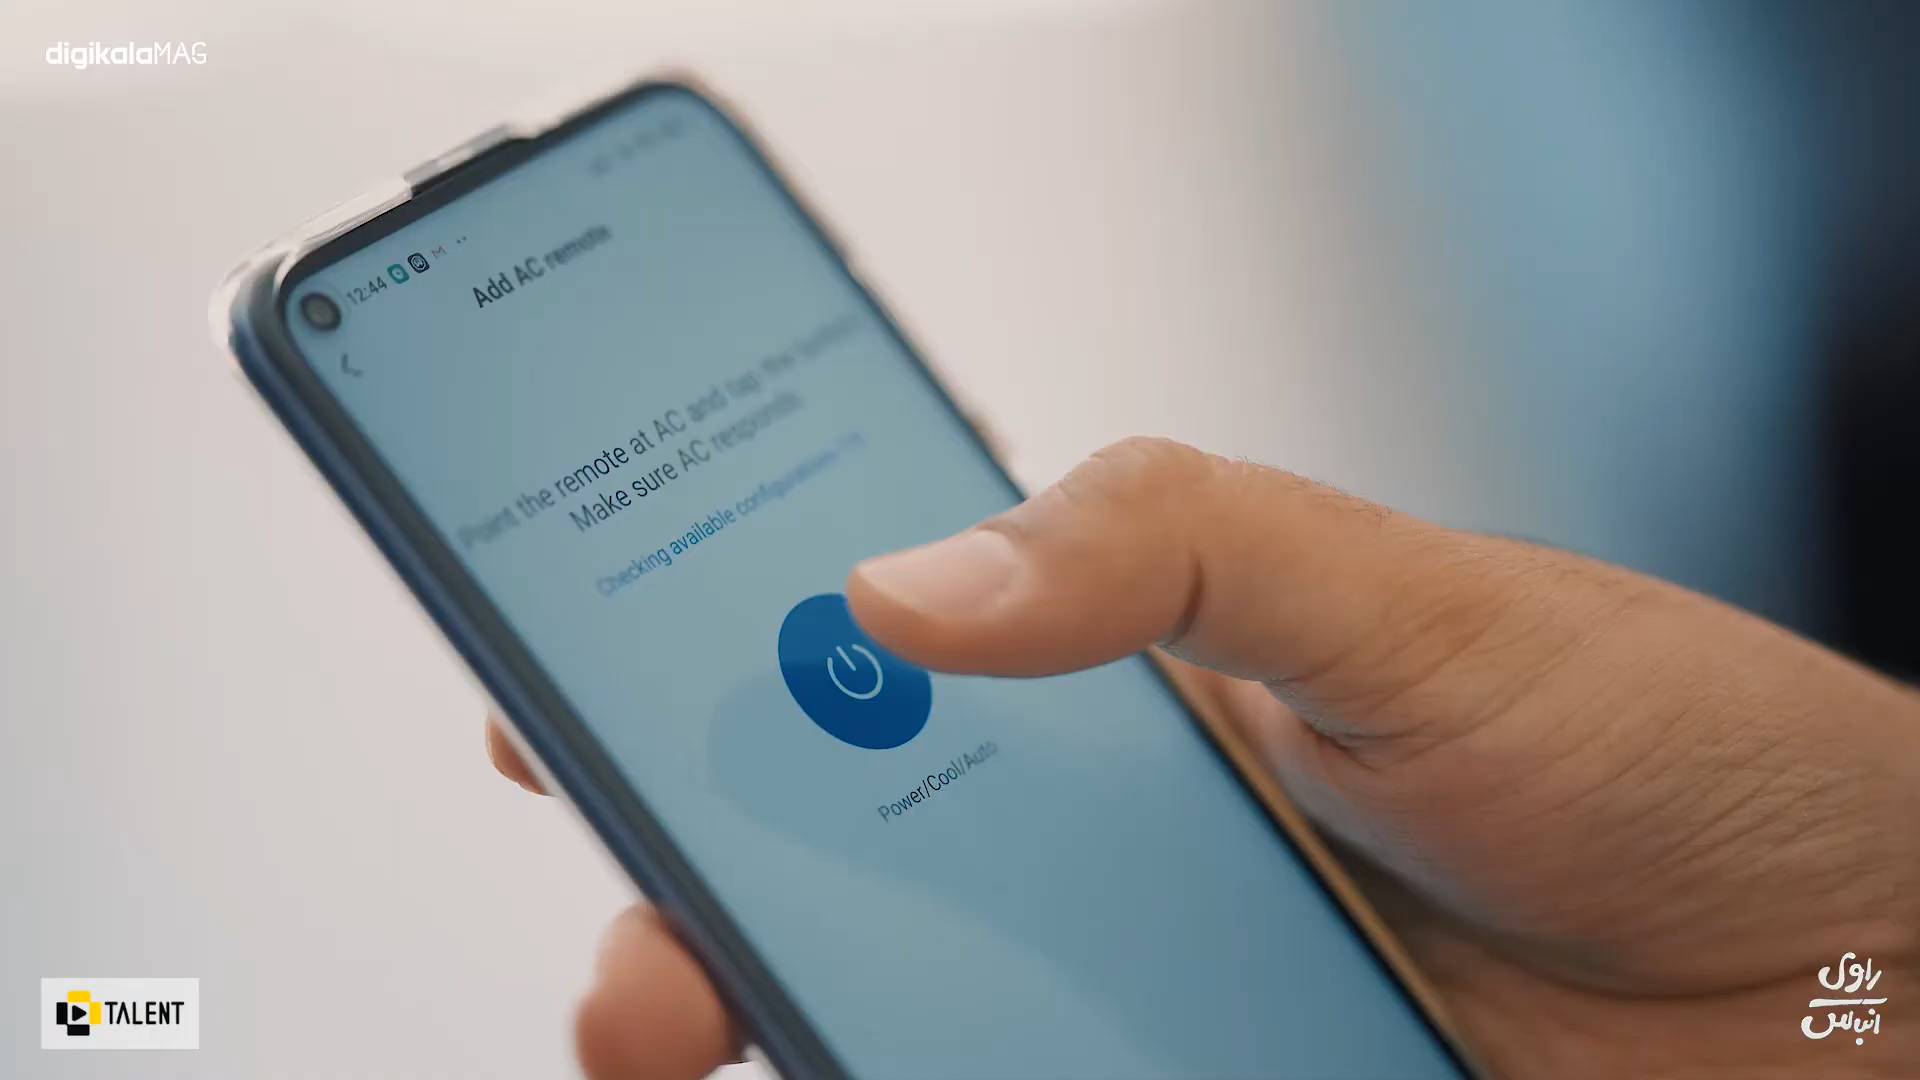 digikalaMAG
12:44
Add AC remote
Point the remote at AC and tap the button
Make sure AC responds
Checking available configurations
Power/Cool/Auto
TALENT
راوی